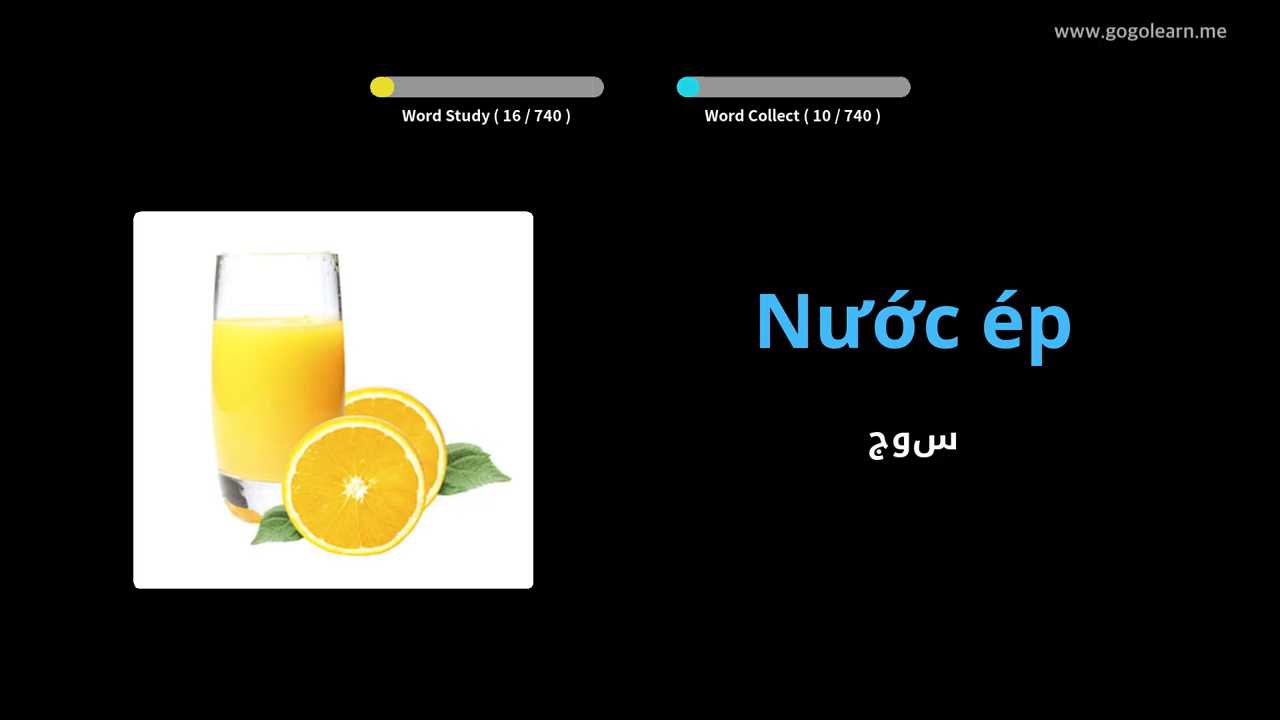 www.gogolearn.me
Word Study ( 16 / 740 )
Word Collect ( 10 / 740 )
Nước ép
سوج